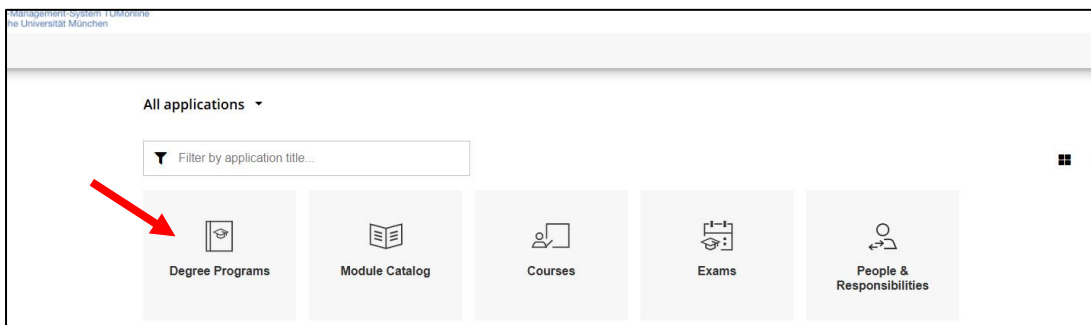 -Management-System TUMonline
he Universität München
All applications
Filter by application title...
Degree Programs
Module Catalog
Courses
Exams
People &
Responsibilities